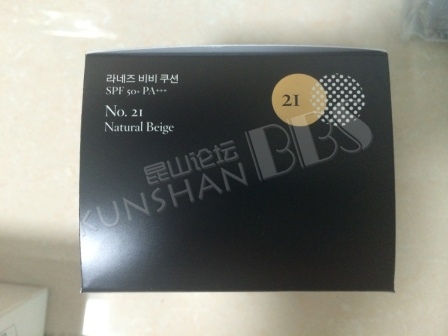 라네즈 비비 쿠션
SPF 50+ PA+++
No. 21
Natural Beige
21
昆山论坛
KUNSHAN BBS